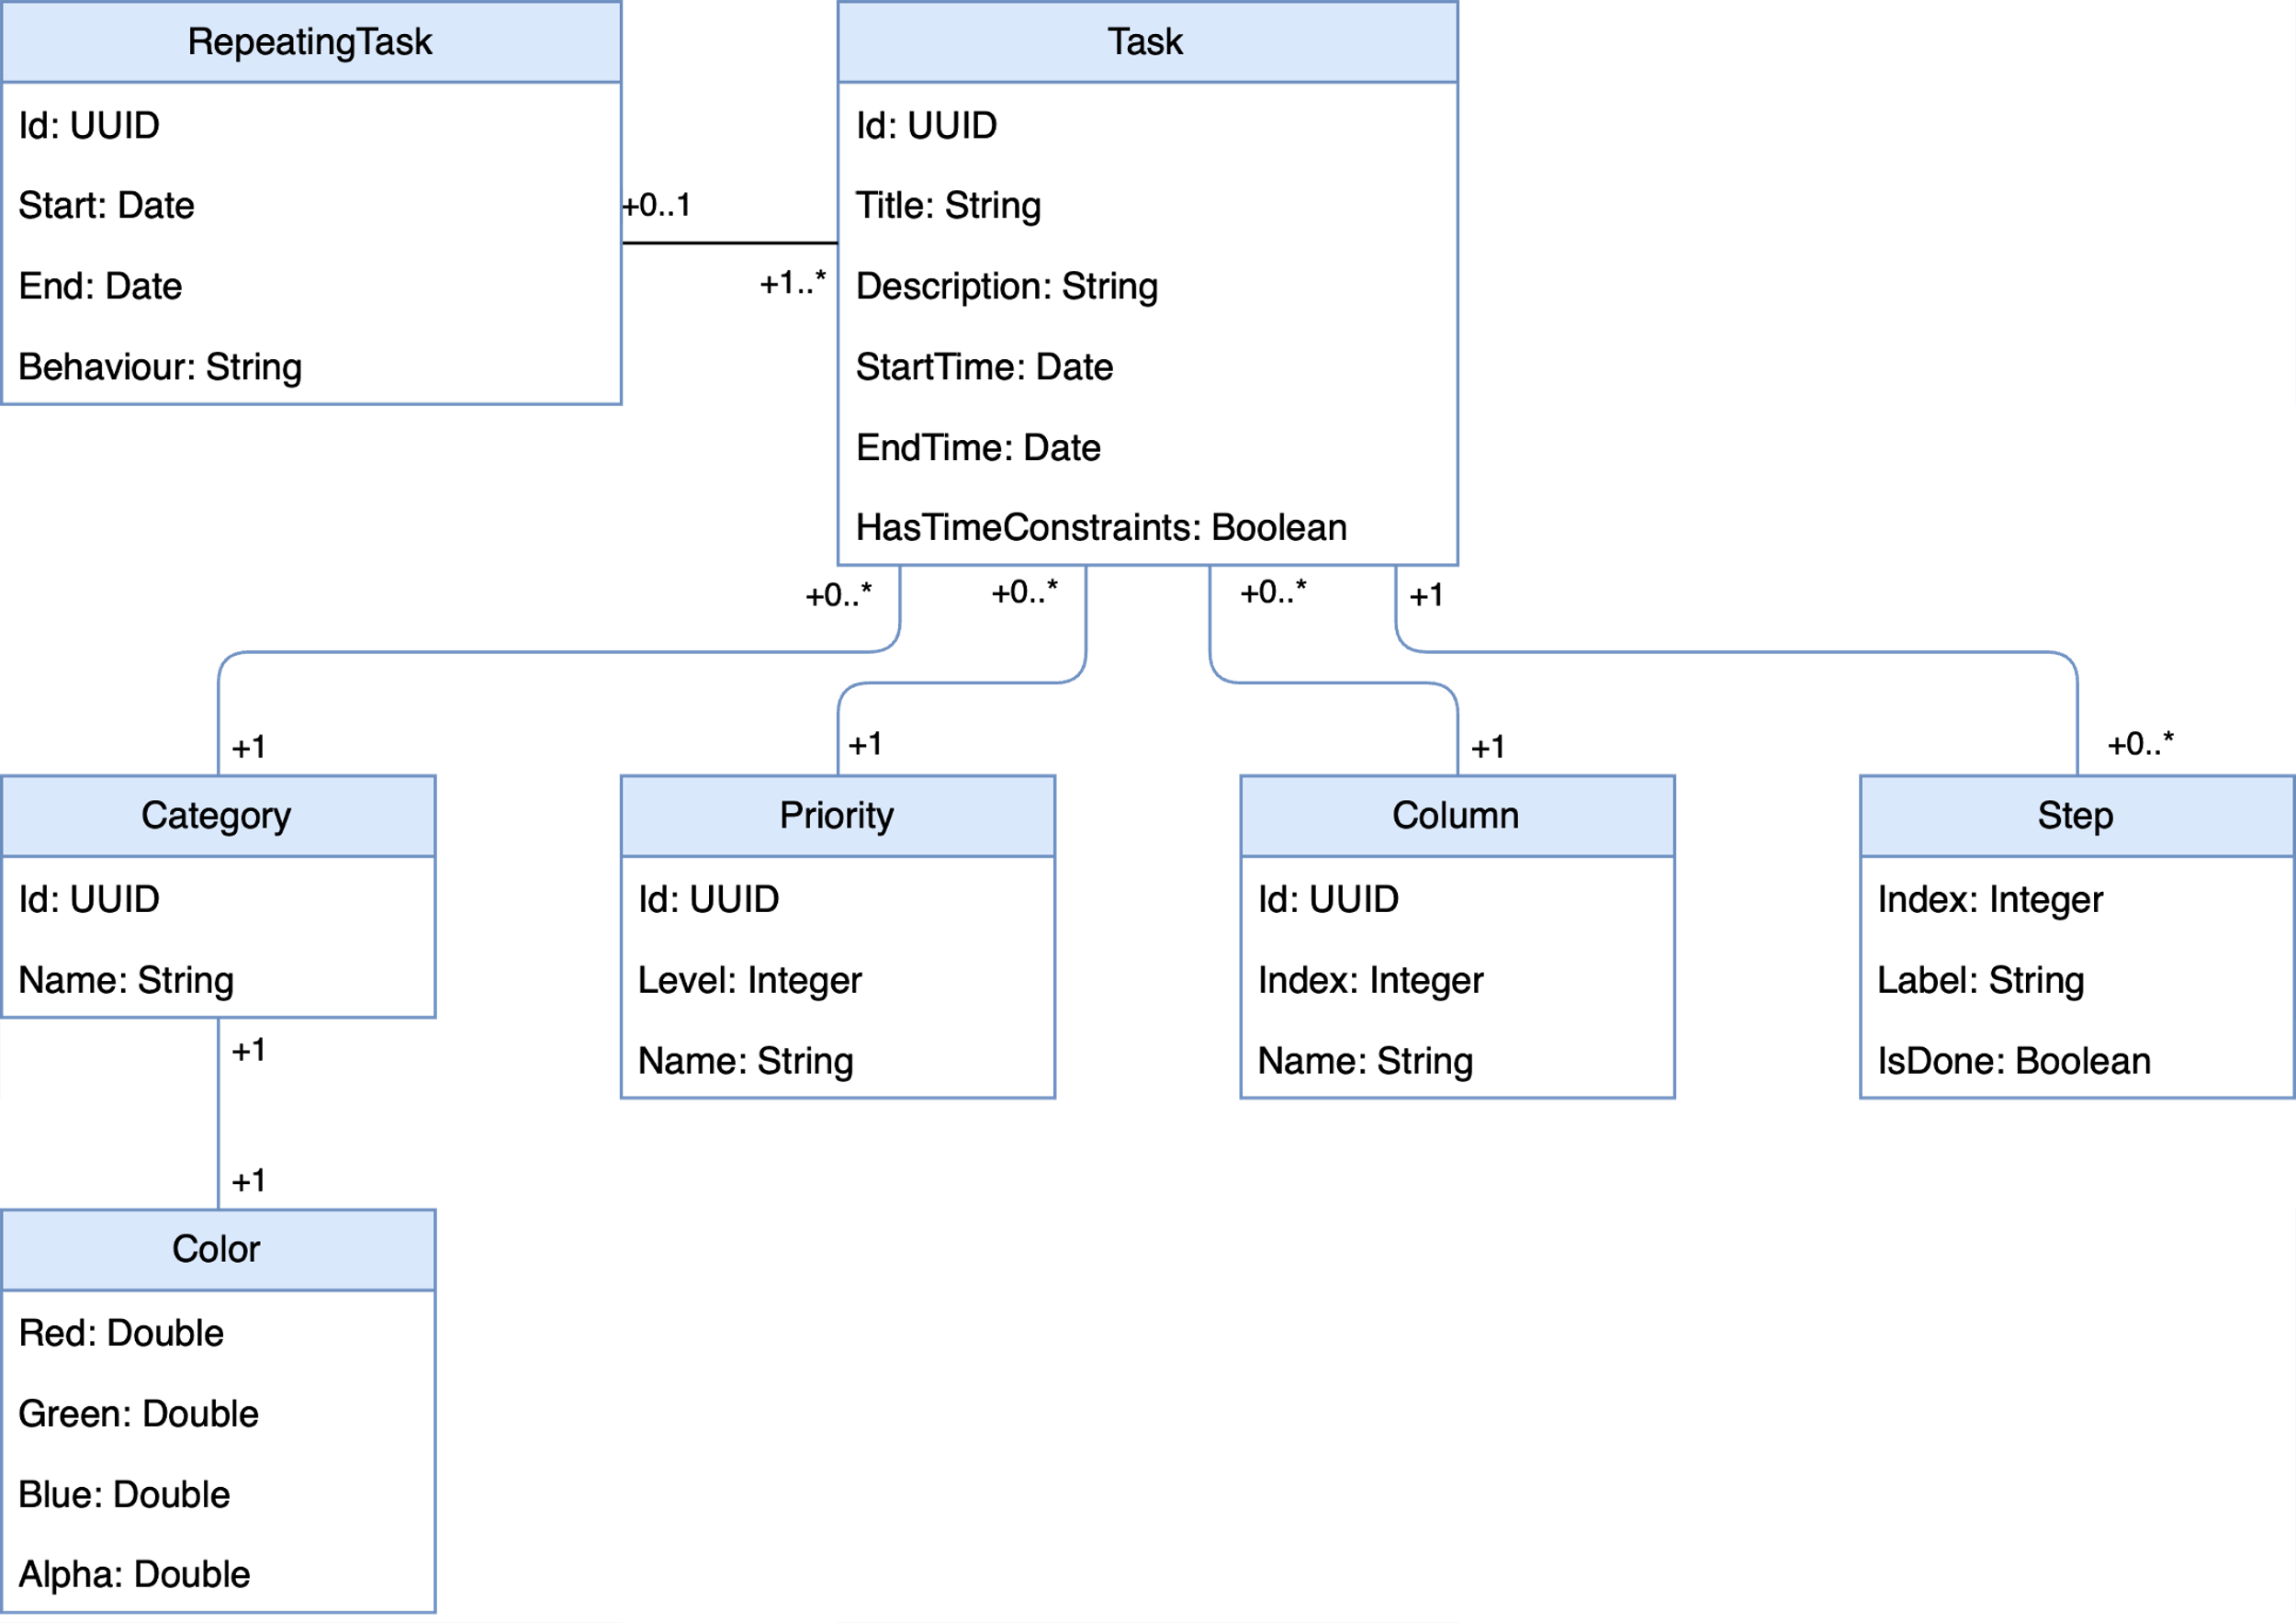 RepeatingTask
Id: UUID
Start: Date
End: Date
Behaviour: String
+0..1
+1..*
Task
Id: UUID
Title: String
Description: String
StartTime: Date
EndTime: Date
HasTimeConstraints: Boolean
+0..*
+0..*
+0..*
+1
+1
+1
+1
+0..*
Category
Id: UUID
Name: String
Priority
Id: UUID
Level: Integer
Name: String
Column
Id: UUID
Index: Integer
Name: String
Step
Index: Integer
Label: String
IsDone: Boolean
+1
+1
Color
Red: Double
Green: Double
Blue: Double
Alpha: Double